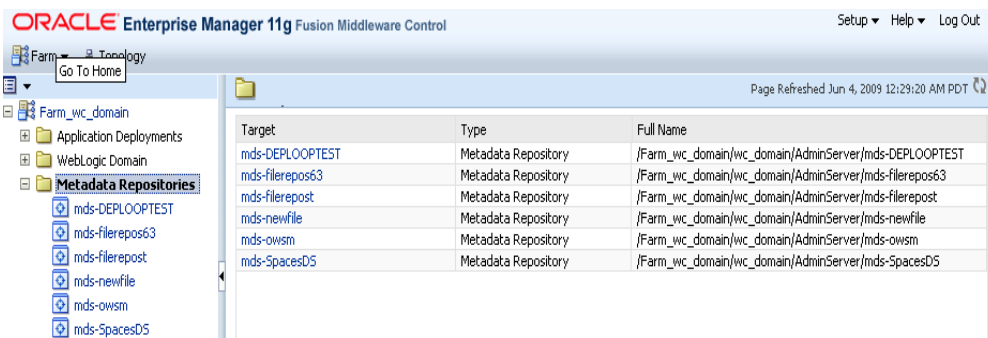 ORACLE Enterprise Manager 11g Fusion Middleware Control
Setup Help Log Out
Farm Topology
Go To Home
Page Refreshed Jun 4, 2009 12:29:20 AM PDT
Farm_wc_domain
Application Deployments
WebLogic Domain
Metadata Repositories
mds-DEPLOOPTEST
mds-filerepos63
mds-filerepost
mds-newfile
mds-owsm
mds-SpacesDS
Target Type Full Name
mds-DEPLOOPTEST Metadata Repository /Farm_wc_domain/wc_domain/AdminServer/mds-DEPLOOPTEST
mds-filerepos63 Metadata Repository /Farm_wc_domain/wc_domain/AdminServer/mds-filerepos63
mds-filerepost Metadata Repository /Farm_wc_domain/wc_domain/AdminServer/mds-filerepost
mds-newfile Metadata Repository /Farm_wc_domain/wc_domain/AdminServer/mds-newfile
mds-owsm Metadata Repository /Farm_wc_domain/wc_domain/AdminServer/mds-owsm
mds-SpacesDS Metadata Repository /Farm_wc_domain/wc_domain/AdminServer/mds-SpacesDS